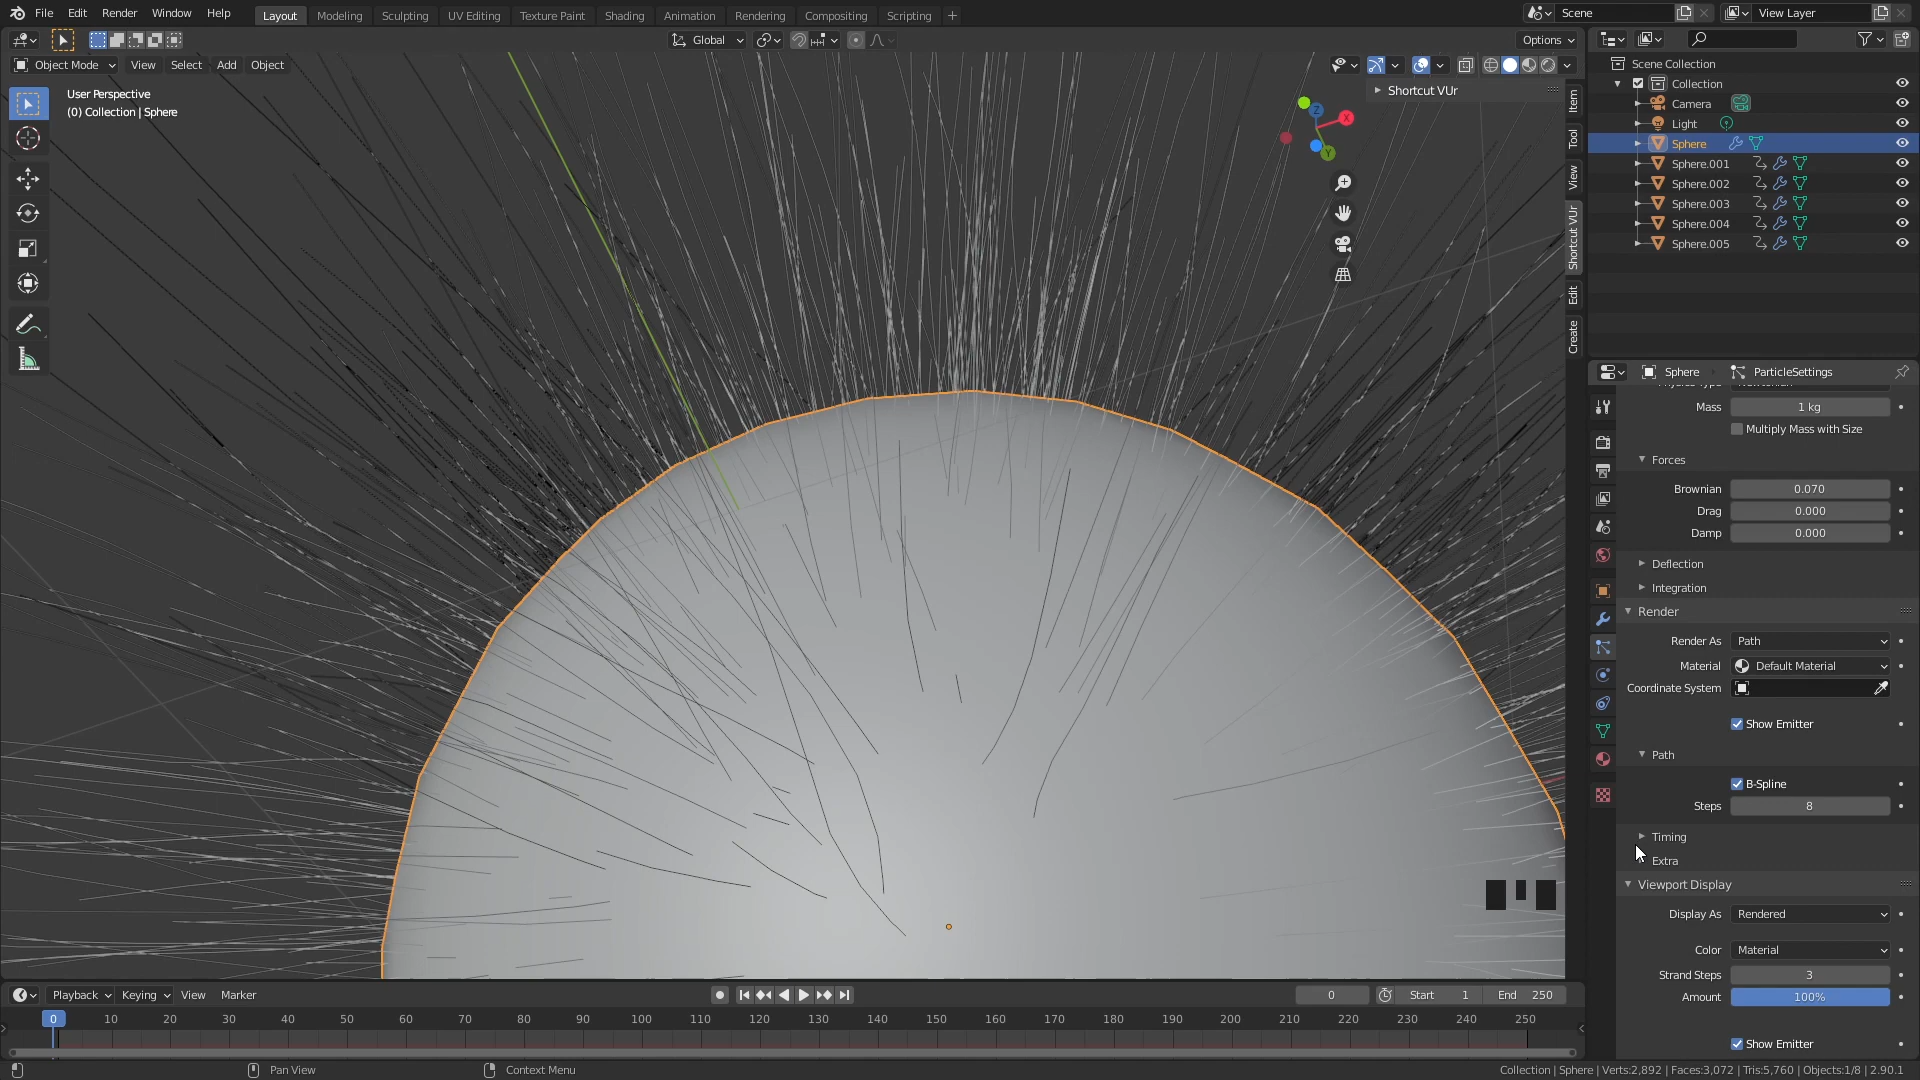 File Edit Render Window Help
Layout Modeling Sculpting UV Editing Texture Paint Shading Animation Rendering Compositing Scripting +
Scene
View Layer
Global
Options
Object Mode View Select Add Object
User Perspective
(0) Collection | Sphere
Shortcut VUr
Z
X
Y
Item
Tool
View
Shortcut VUr
Edit
Create
Scene Collection
Collection
Camera
Light
Sphere
Sphere.001
Sphere.002
Sphere.003
Sphere.004
Sphere.005
Sphere ParticleSettings
Mass 1 kg
Multiply Mass with Size
Forces
Brownian 0.070
Drag 0.000
Damp 0.000
Deflection
Integration
Render
Render As Path
Material Default Material
Coordinate System
Show Emitter
Path
B-Spline
Steps 8
Timing
Extra
Viewport Display
Display As Rendered
Color Material
Strand Steps 3
Amount 100%
Show Emitter
Playback Keying View Marker
0
Start 1
End 250
0 10 20 30 40 50 60 70 80 90 100 110 120 130 140 150 160 170 180 190 200 210 220 230 240 250
Pan View
Context Menu
Collection | Sphere | Verts:2,892 | Faces:3,072 | Tris:5,760 | Objects:1/8 | 2.90.1